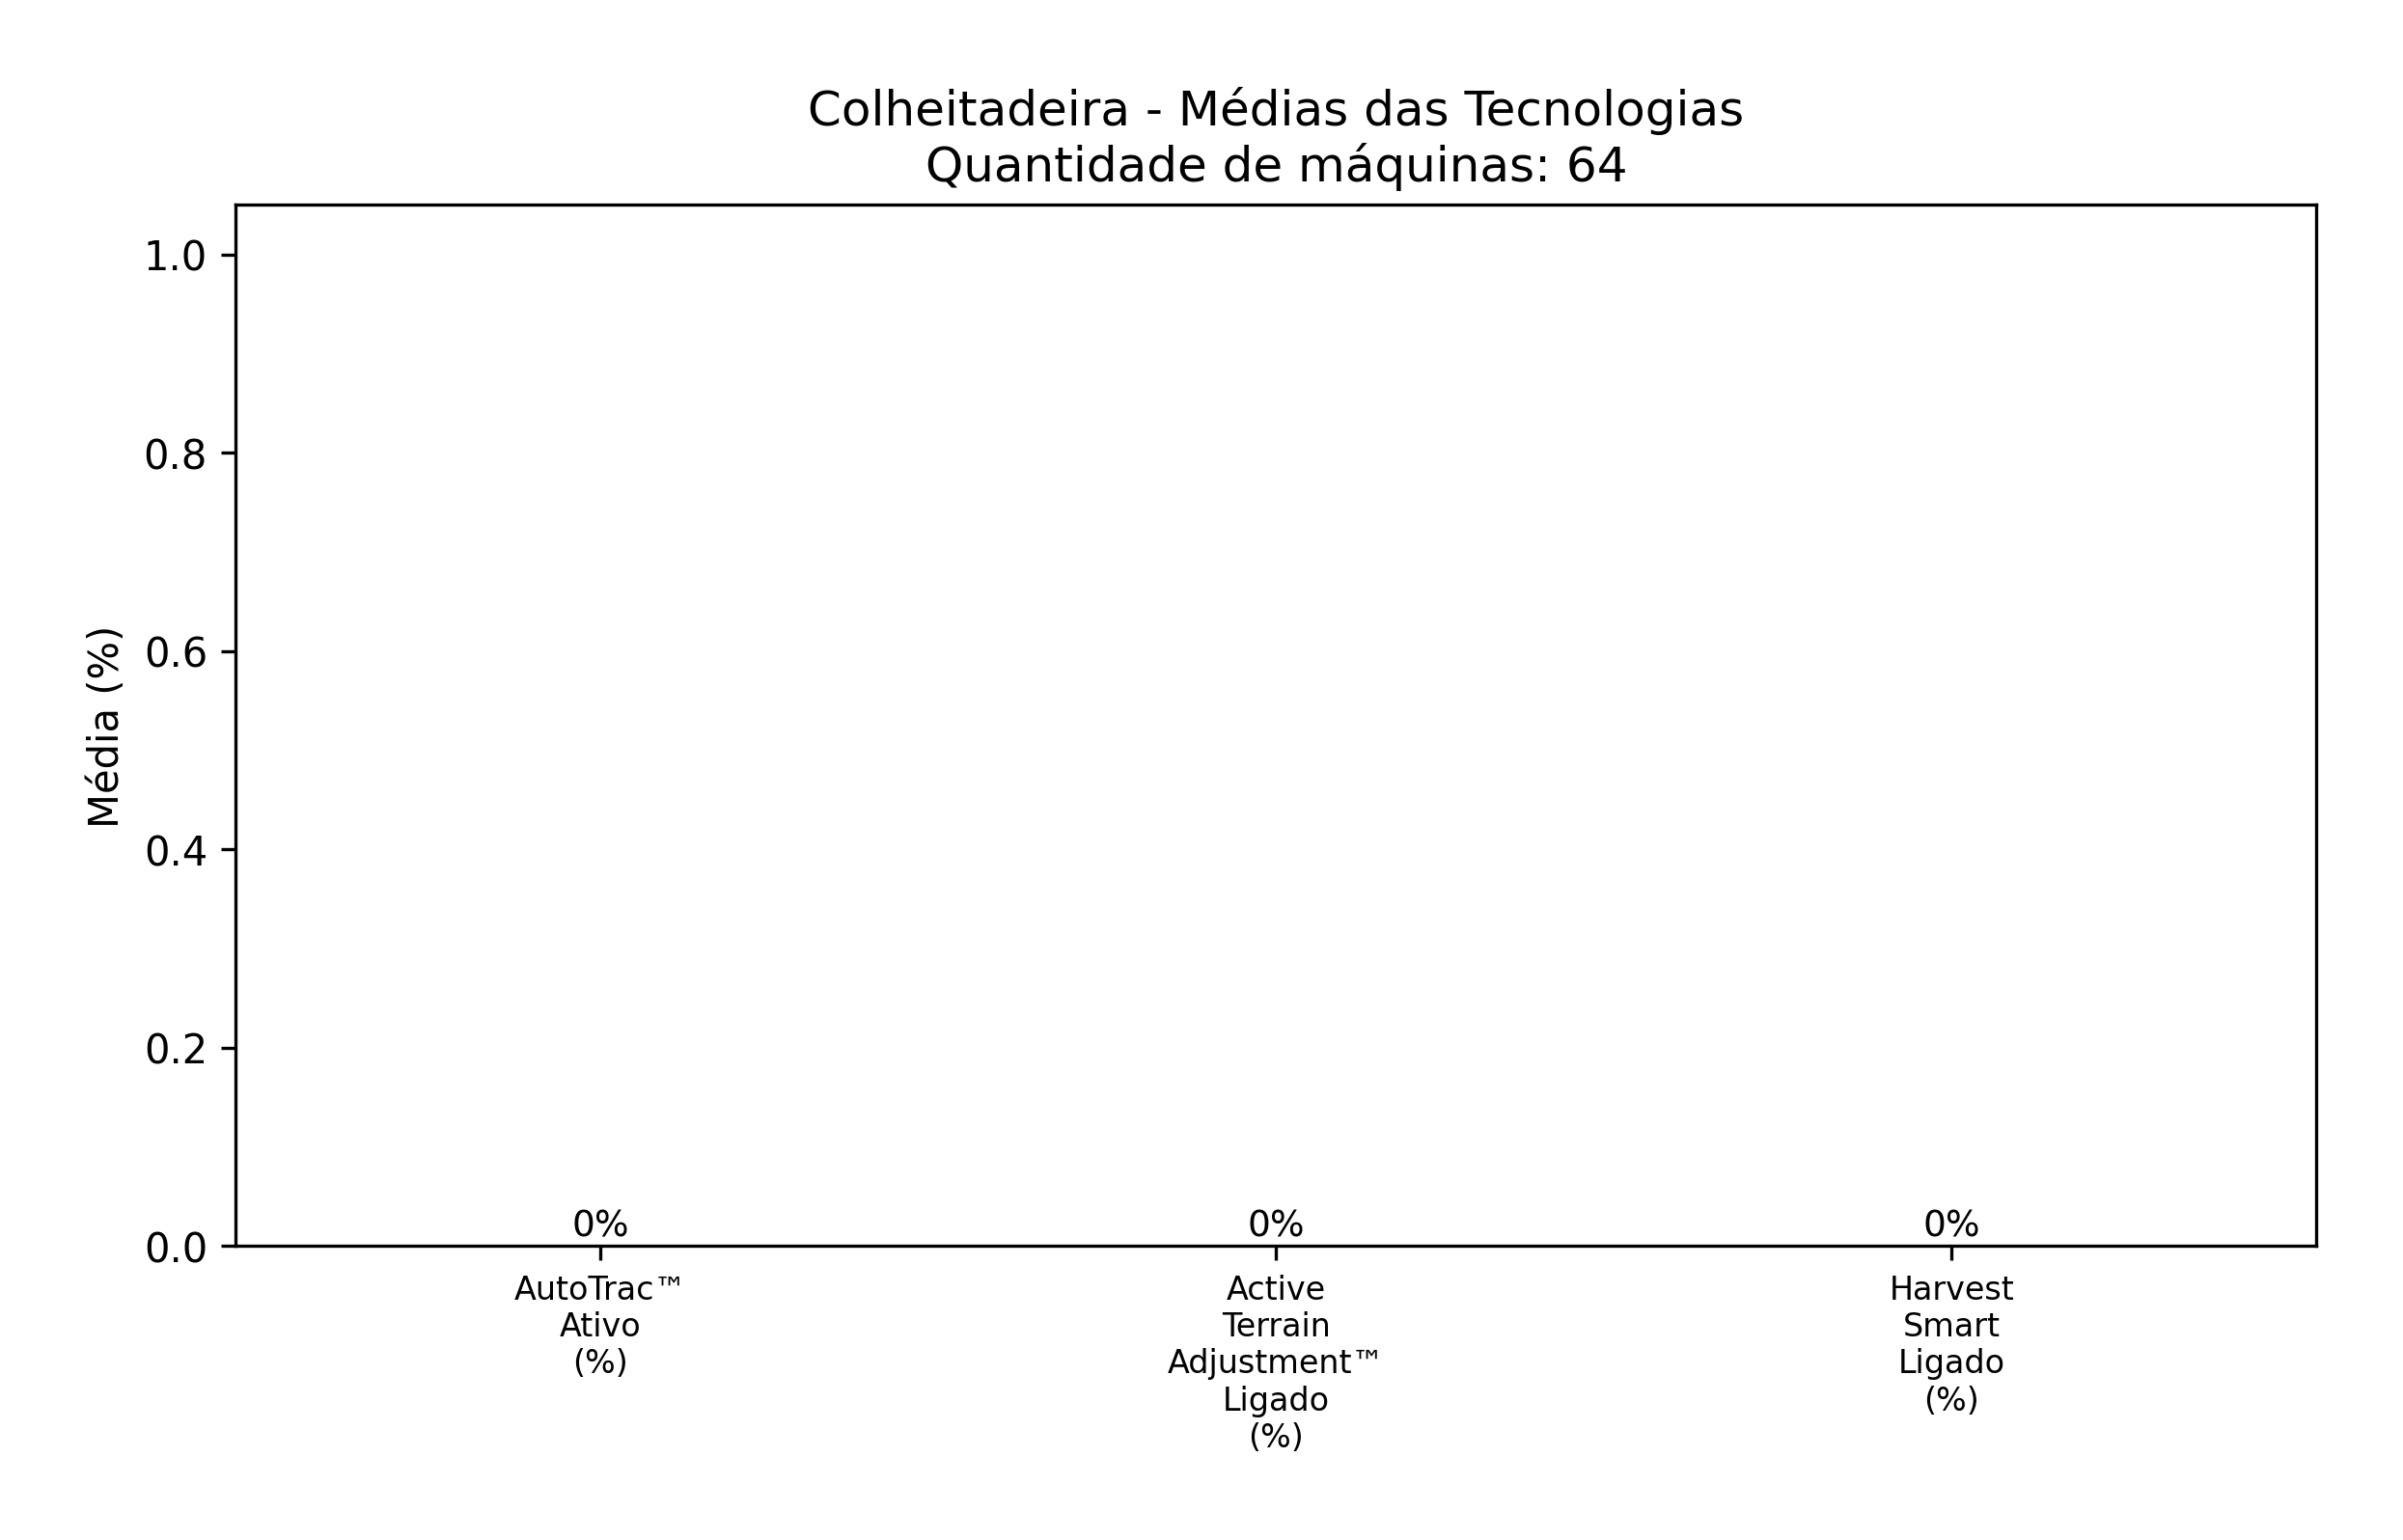 Colheitadeira - Médias das Tecnologias
Quantidade de máquinas: 64
Média (%)
1.0
0.8
0.6
0.4
0.2
0.0
0%
0%
0%
AutoTrac™
Ativo
(%)
Active
Terrain
Adjustment™
Ligado
(%)
Harvest
Smart
Ligado
(%)